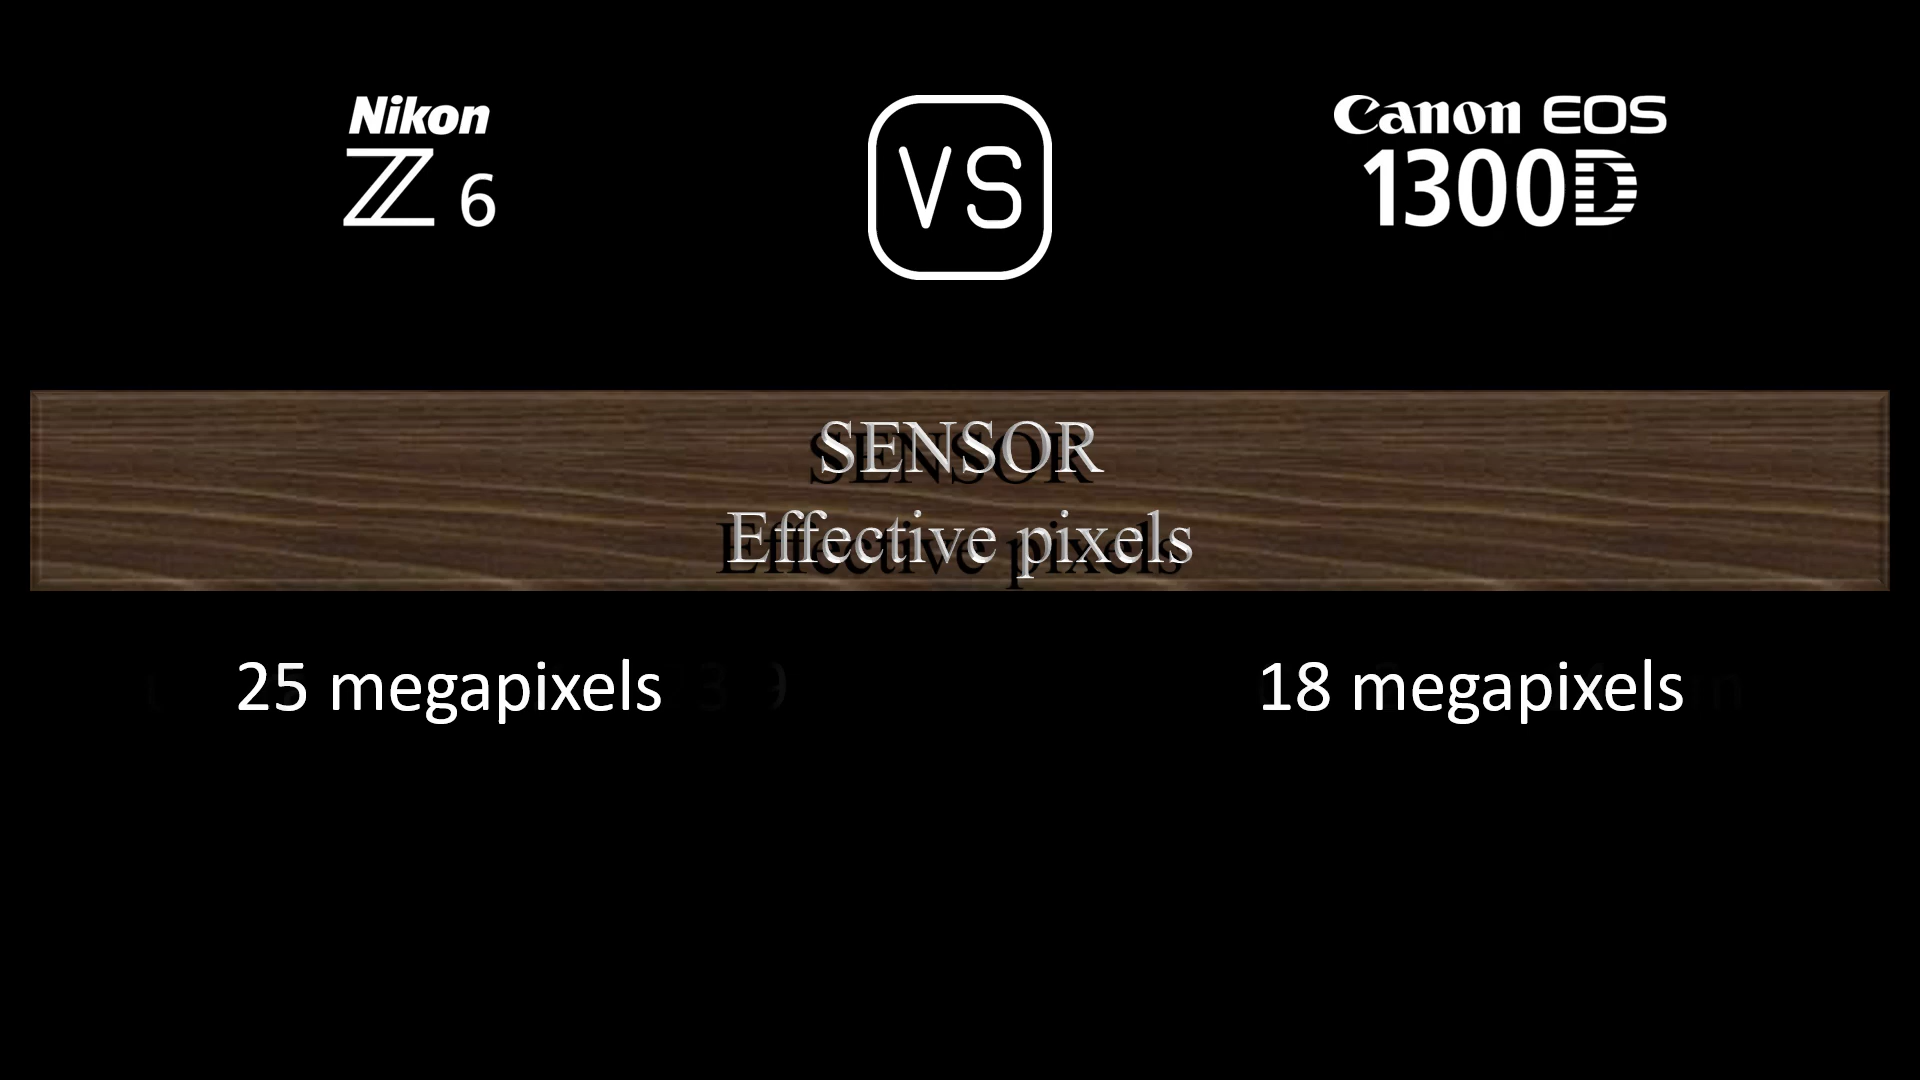 Nikon
Z 6
VS
Canon EOS
1300D
SENSOR
Effective pixels
25 megapixels
18 megapixels